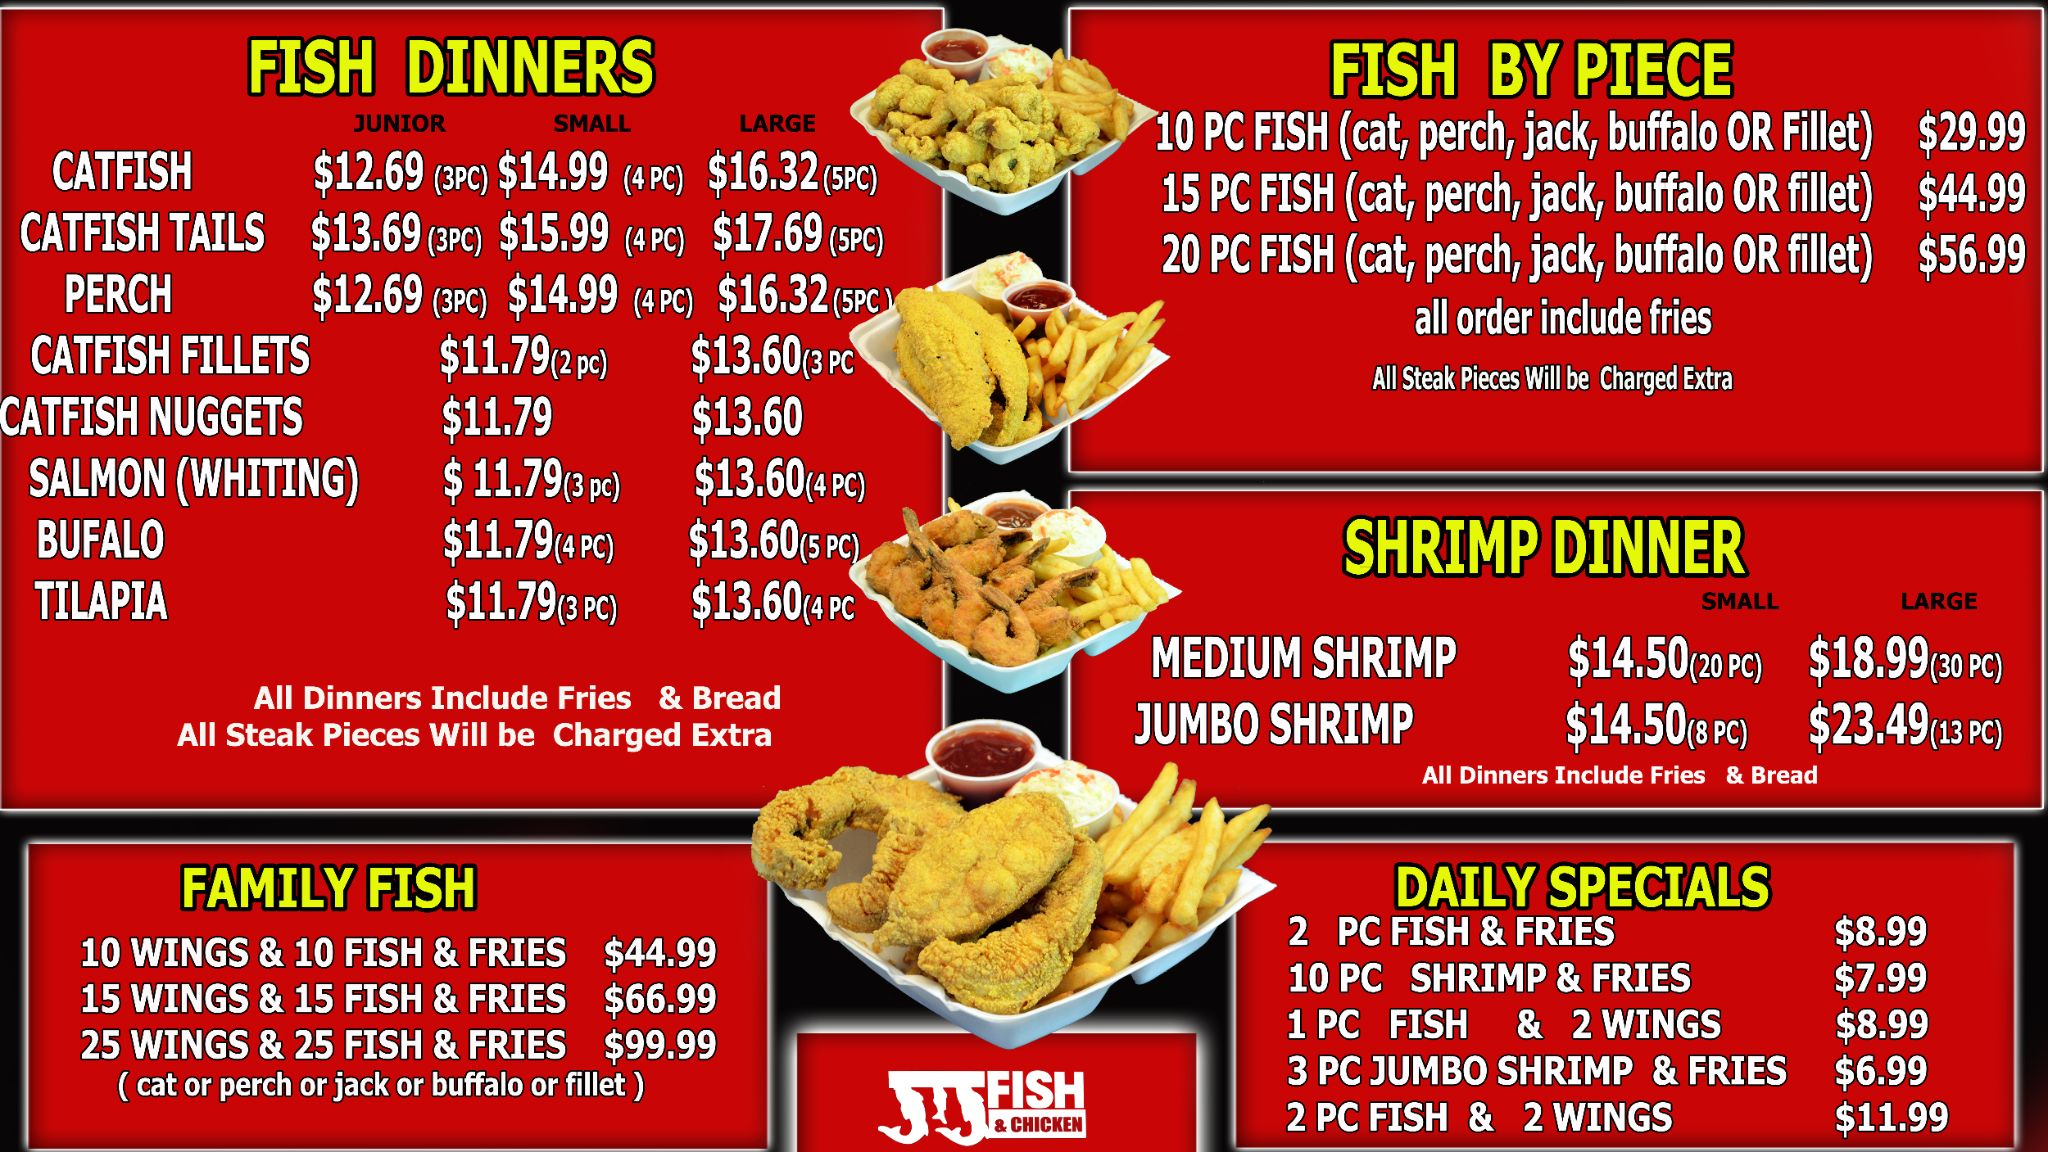 FISH DINNERS
JUNIOR SMALL LARGE
CATFISH $12.69 (3PC) $14.99 (4 PC) $16.32 (5PC)
CATFISH TAILS $13.69 (3PC) $15.99 (4 PC) $17.69 (5PC)
PERCH $12.69 (3PC) $14.99 (4 PC) $16.32 (5PC )
CATFISH FILLETS $11.79(2 pc) $13.60(3 PC
CATFISH NUGGETS $11.79 $13.60
SALMON (WHITING) $ 11.79(3 pc) $13.60(4 PC)
BUFALO $11.79(4 PC) $13.60(5 PC)
TILAPIA $11.79(3 PC) $13.60(4 PC
All Dinners Include Fries & Bread
All Steak Pieces Will be Charged Extra
FISH BY PIECE
10 PC FISH (cat, perch, jack, buffalo OR Fillet) $29.99
15 PC FISH (cat, perch, jack, buffalo OR fillet) $44.99
20 PC FISH (cat, perch, jack, buffalo OR fillet) $56.99
all order include fries
All Steak Pieces Will be Charged Extra
SHRIMP DINNER
SMALL LARGE
MEDIUM SHRIMP $14.50(20 PC) $18.99(30 PC)
JUMBO SHRIMP $14.50(8 PC) $23.49(13 PC)
All Dinners Include Fries & Bread
FAMILY FISH
10 WINGS & 10 FISH & FRIES $44.99
15 WINGS & 15 FISH & FRIES $66.99
25 WINGS & 25 FISH & FRIES $99.99
( cat or perch or jack or buffalo or fillet )
JJ FISH
& CHICKEN
DAILY SPECIALS
2 PC FISH & FRIES $8.99
10 PC SHRIMP & FRIES $7.99
1 PC FISH & 2 WINGS $8.99
3 PC JUMBO SHRIMP & FRIES $6.99
2 PC FISH & 2 WINGS $11.99